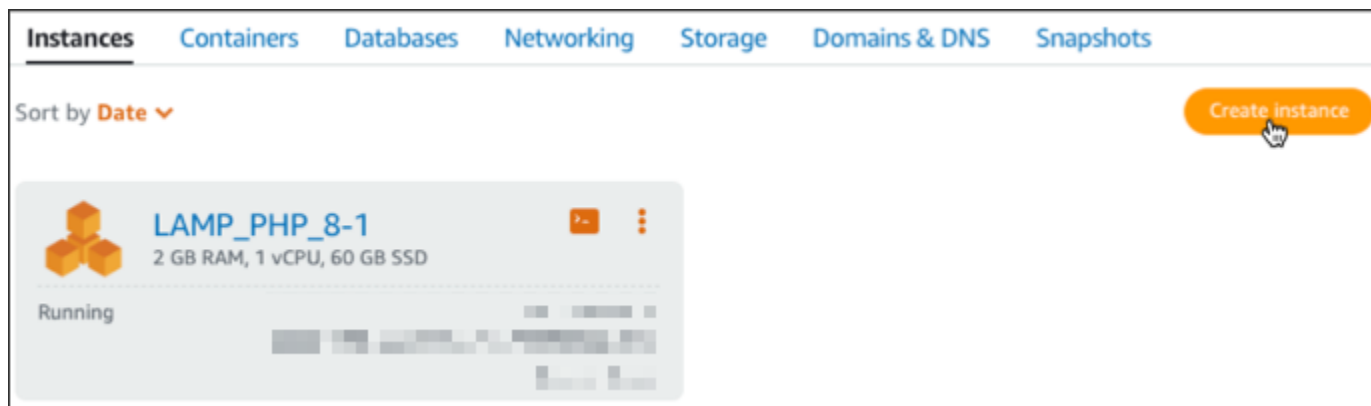 Instances Containers Databases Networking Storage Domains & DNS Snapshots
Sort by Date
Create instance
LAMP_PHP_8-1
2 GB RAM, 1 vCPU, 60 GB SSD
Running